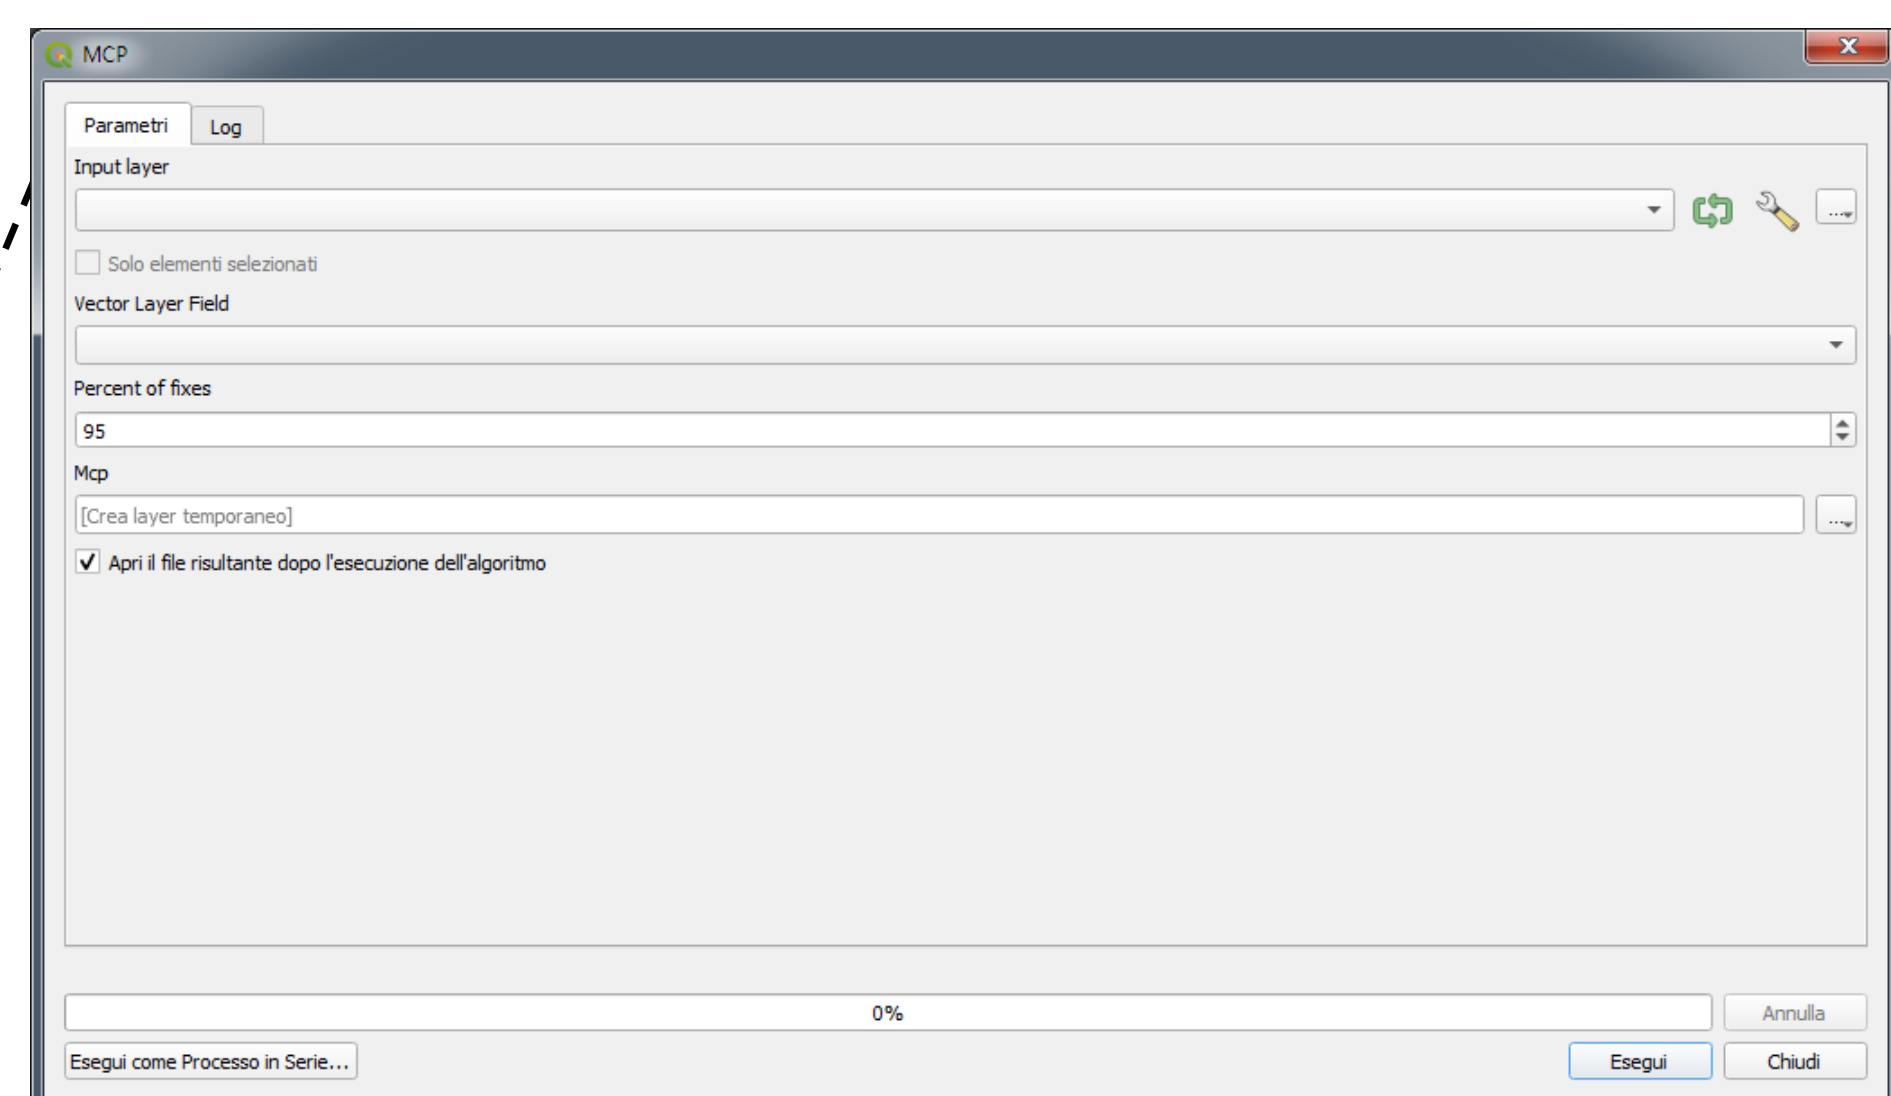 MCP
Parametri
Log
Input layer
...
Solo elementi selezionati
Vector Layer Field
Percent of fixes
95
Mcp
[Crea layer temporaneo]
...
Apri il file risultante dopo l'esecuzione dell'algoritmo
0%
Annulla
Esegui come Processo in Serie...
Esegui
Chiudi